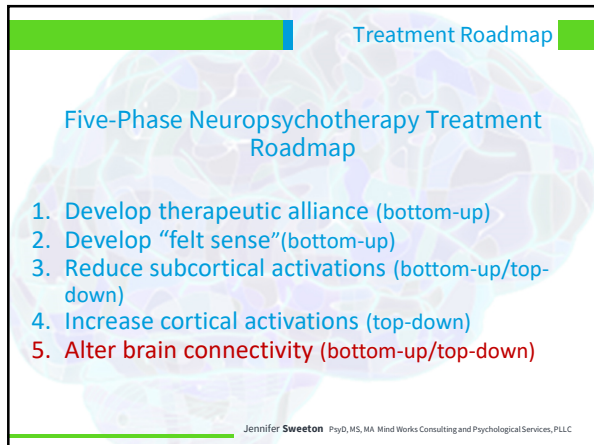 Treatment Roadmap
Five-Phase Neuropsychotherapy Treatment
Roadmap
1. Develop therapeutic alliance (bottom-up)
2. Develop “felt sense”(bottom-up)
3. Reduce subcortical activations (bottom-up/top-
down)
4. Increase cortical activations (top-down)
5. Alter brain connectivity (bottom-up/top-down)
Jennifer Sweeton PsyD, MS, MA Mind Works Consulting and Psychological Services, PLLC